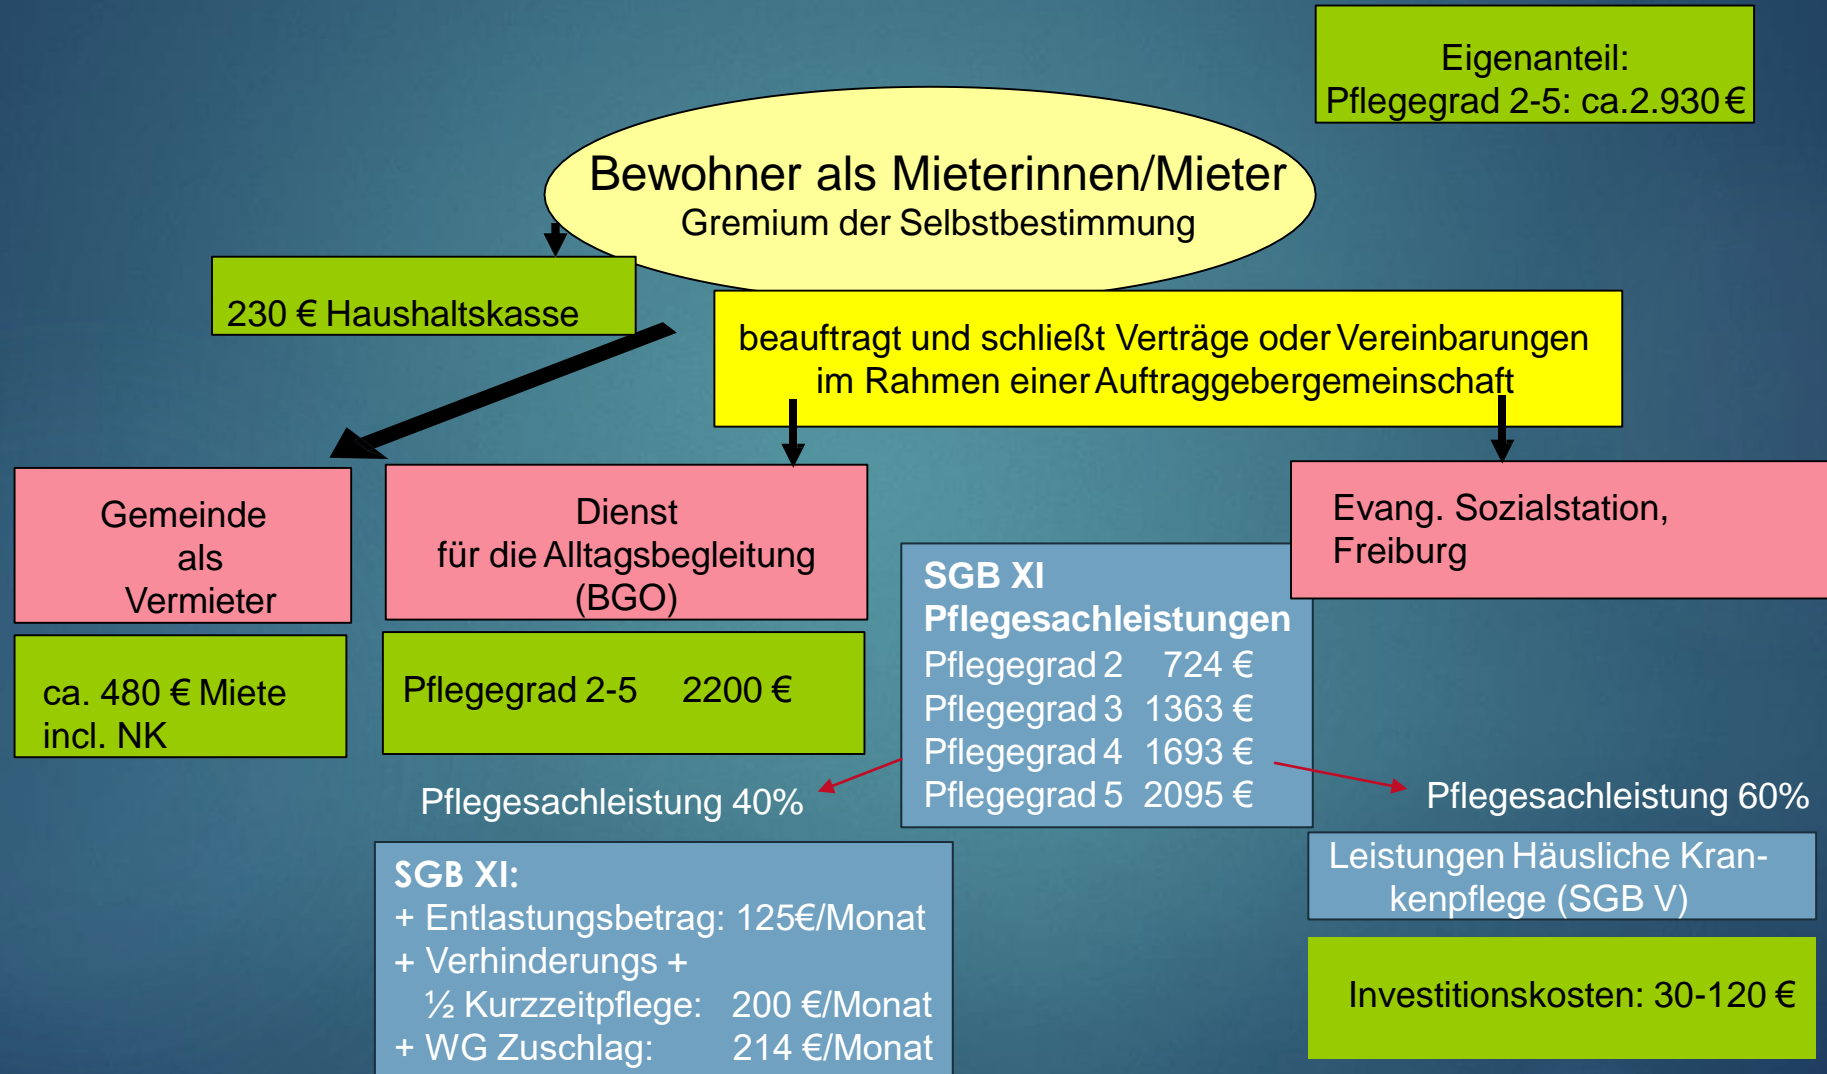 Eigenanteil:
Pflegegrad 2-5: ca.2.930 €
Bewohner als Mieterinnen/Mieter
Gremium der Selbstbestimmung
230 € Haushaltskasse
beauftragt und schließt Verträge oder Vereinbarungen
im Rahmen einer Auftraggebergemeinschaft
Gemeinde
als
Vermieter
Dienst
für die Alltagsbegleitung
(BGO)
Evang. Sozialstation,
Freiburg
ca. 480 € Miete
incl. NK
Pflegegrad 2-5 2200 €
SGB XI
Pflegesachleistungen
Pflegegrad 2 724 €
Pflegegrad 3 1363 €
Pflegegrad 4 1693 €
Pflegegrad 5 2095 €
Pflegesachleistung 40%
Pflegesachleistung 60%
SGB XI:
+ Entlastungsbetrag: 125€/Monat
+ Verhinderungs +
½ Kurzzeitpflege: 200 €/Monat
+ WG Zuschlag: 214 €/Monat
Leistungen Häusliche Kran-
kenpflege (SGB V)
Investitionskosten: 30-120 €